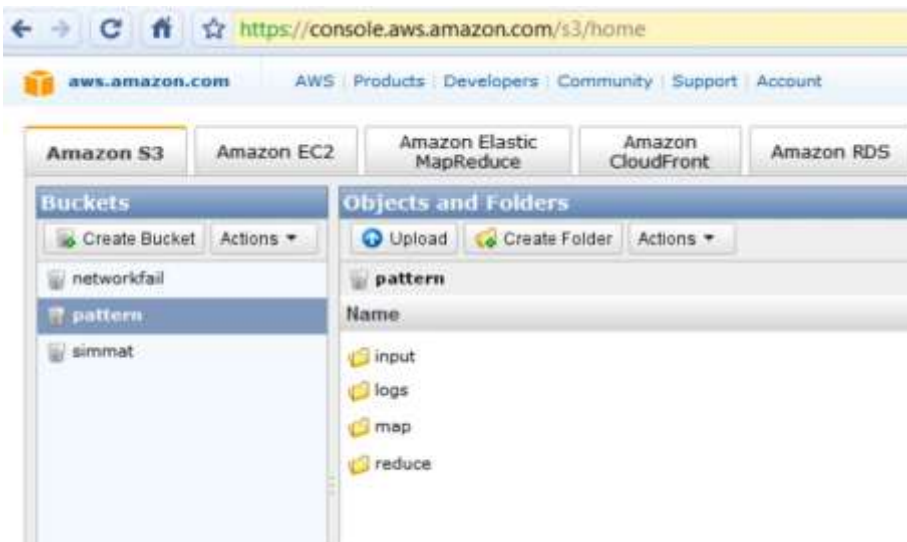 https://console.aws.amazon.com/s3/home
aws.amazon.com AWS | Products | Developers | Community | Support | Account
Amazon S3 Amazon EC2 Amazon Elastic MapReduce Amazon CloudFront Amazon RDS
Buckets Objects and Folders
Create Bucket Actions Upload Create Folder Actions
networkfail pattern
pattern Name
simmat input
logs
map
reduce